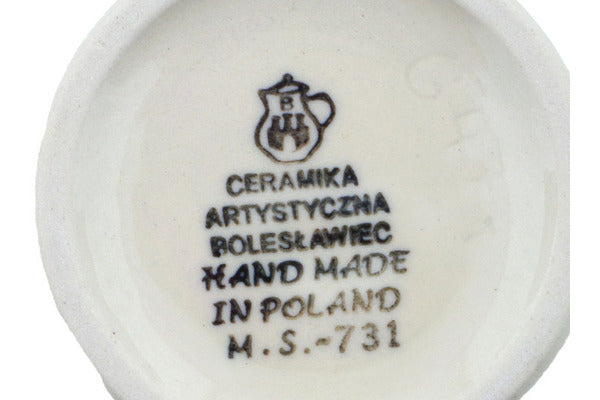 B
CERAMIKA
ARTYSTYCZNA
BOLESŁAWIEC
HAND MADE
IN POLAND
M.S.-731